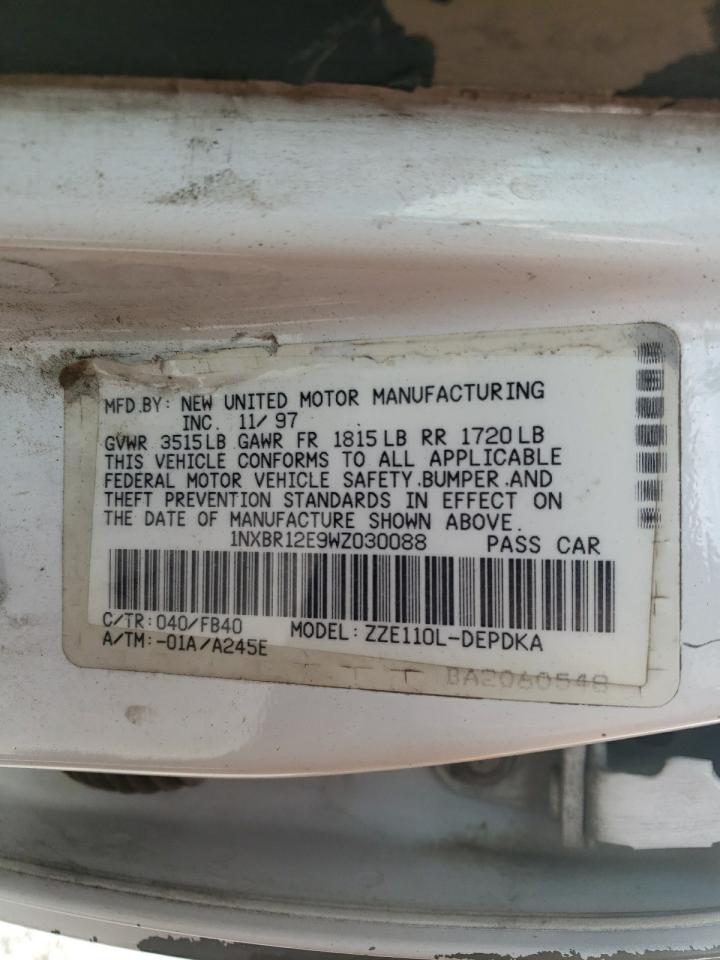 MFD.BY: NEW UNITED MOTOR MANUFACTURING
INC. 11/97
GVWR 3515LB GAWR FR 1815LB RR 1720LB
THIS VEHICLE CONFORMS TO ALL APPLICABLE
FEDERAL MOTOR VEHICLE SAFETY.BUMPER.AND
THEFT PREVENTION STANDARDS IN EFFECT ON
THE DATE OF MANUFACTURE SHOWN ABOVE.
1NXBR12E9WZ030088 PASS CAR
C/TR:040/FB40 MODEL: ZZE110L-DEPDKA
A/TM:-01A/A245E
BA2060548